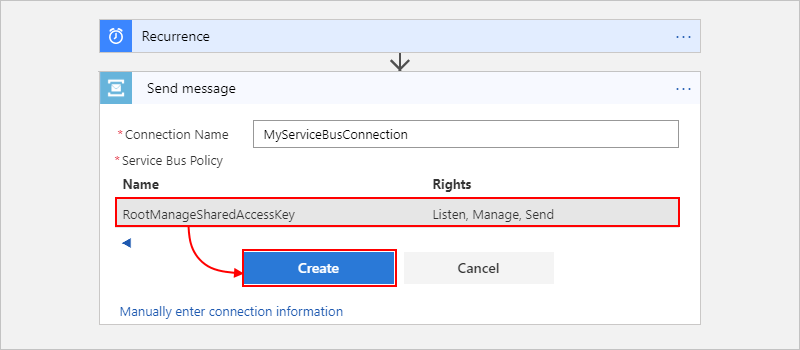 Recurrence ...
Send message ...
*Connection Name MyServiceBusConnection
*Service Bus Policy
Name Rights
RootManageSharedAccessKey Listen, Manage, Send
Create Cancel
Manually enter connection information